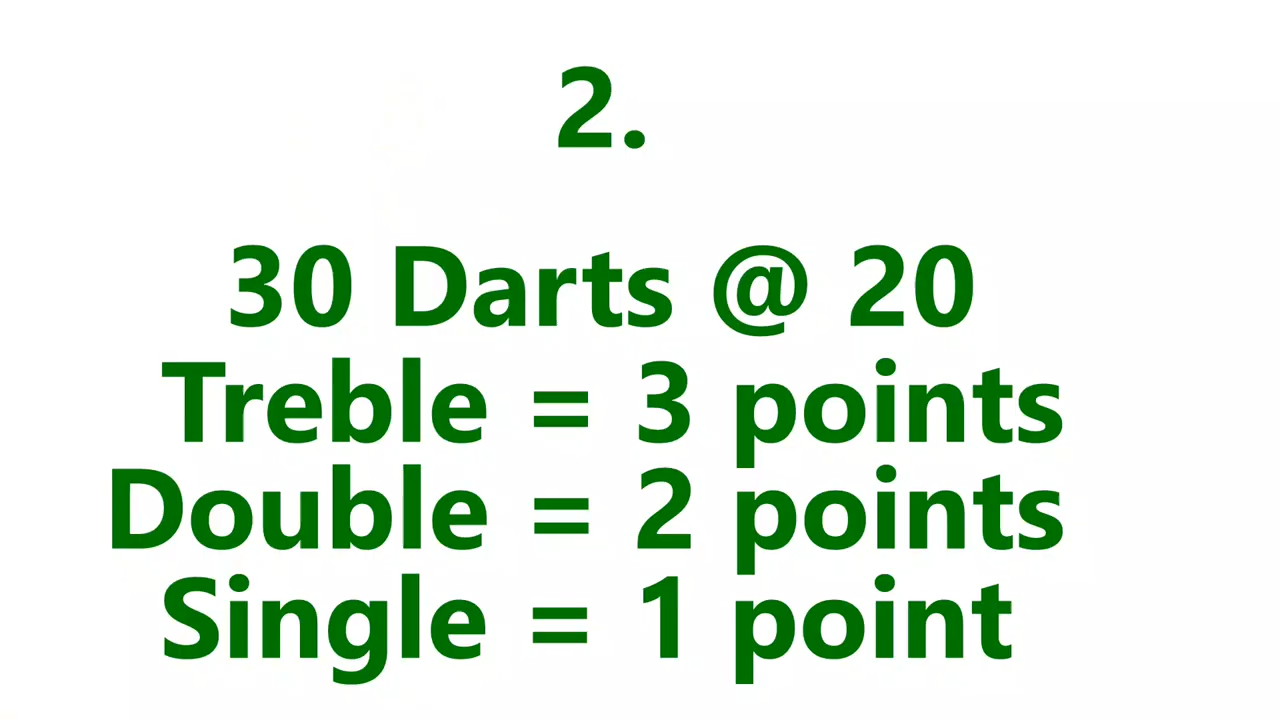 2.
30 Darts @ 20
Treble = 3 points
Double = 2 points
Single = 1 point